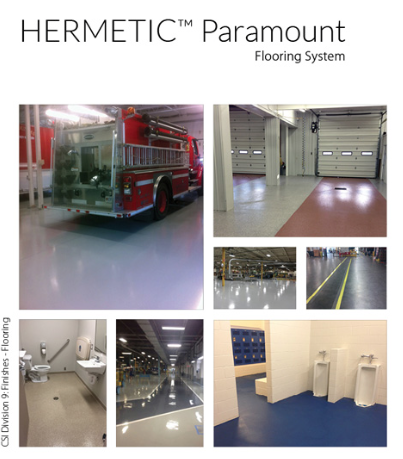 HERMETIC™ Paramount
Flooring System
CSI Division 9: Finishes - Flooring